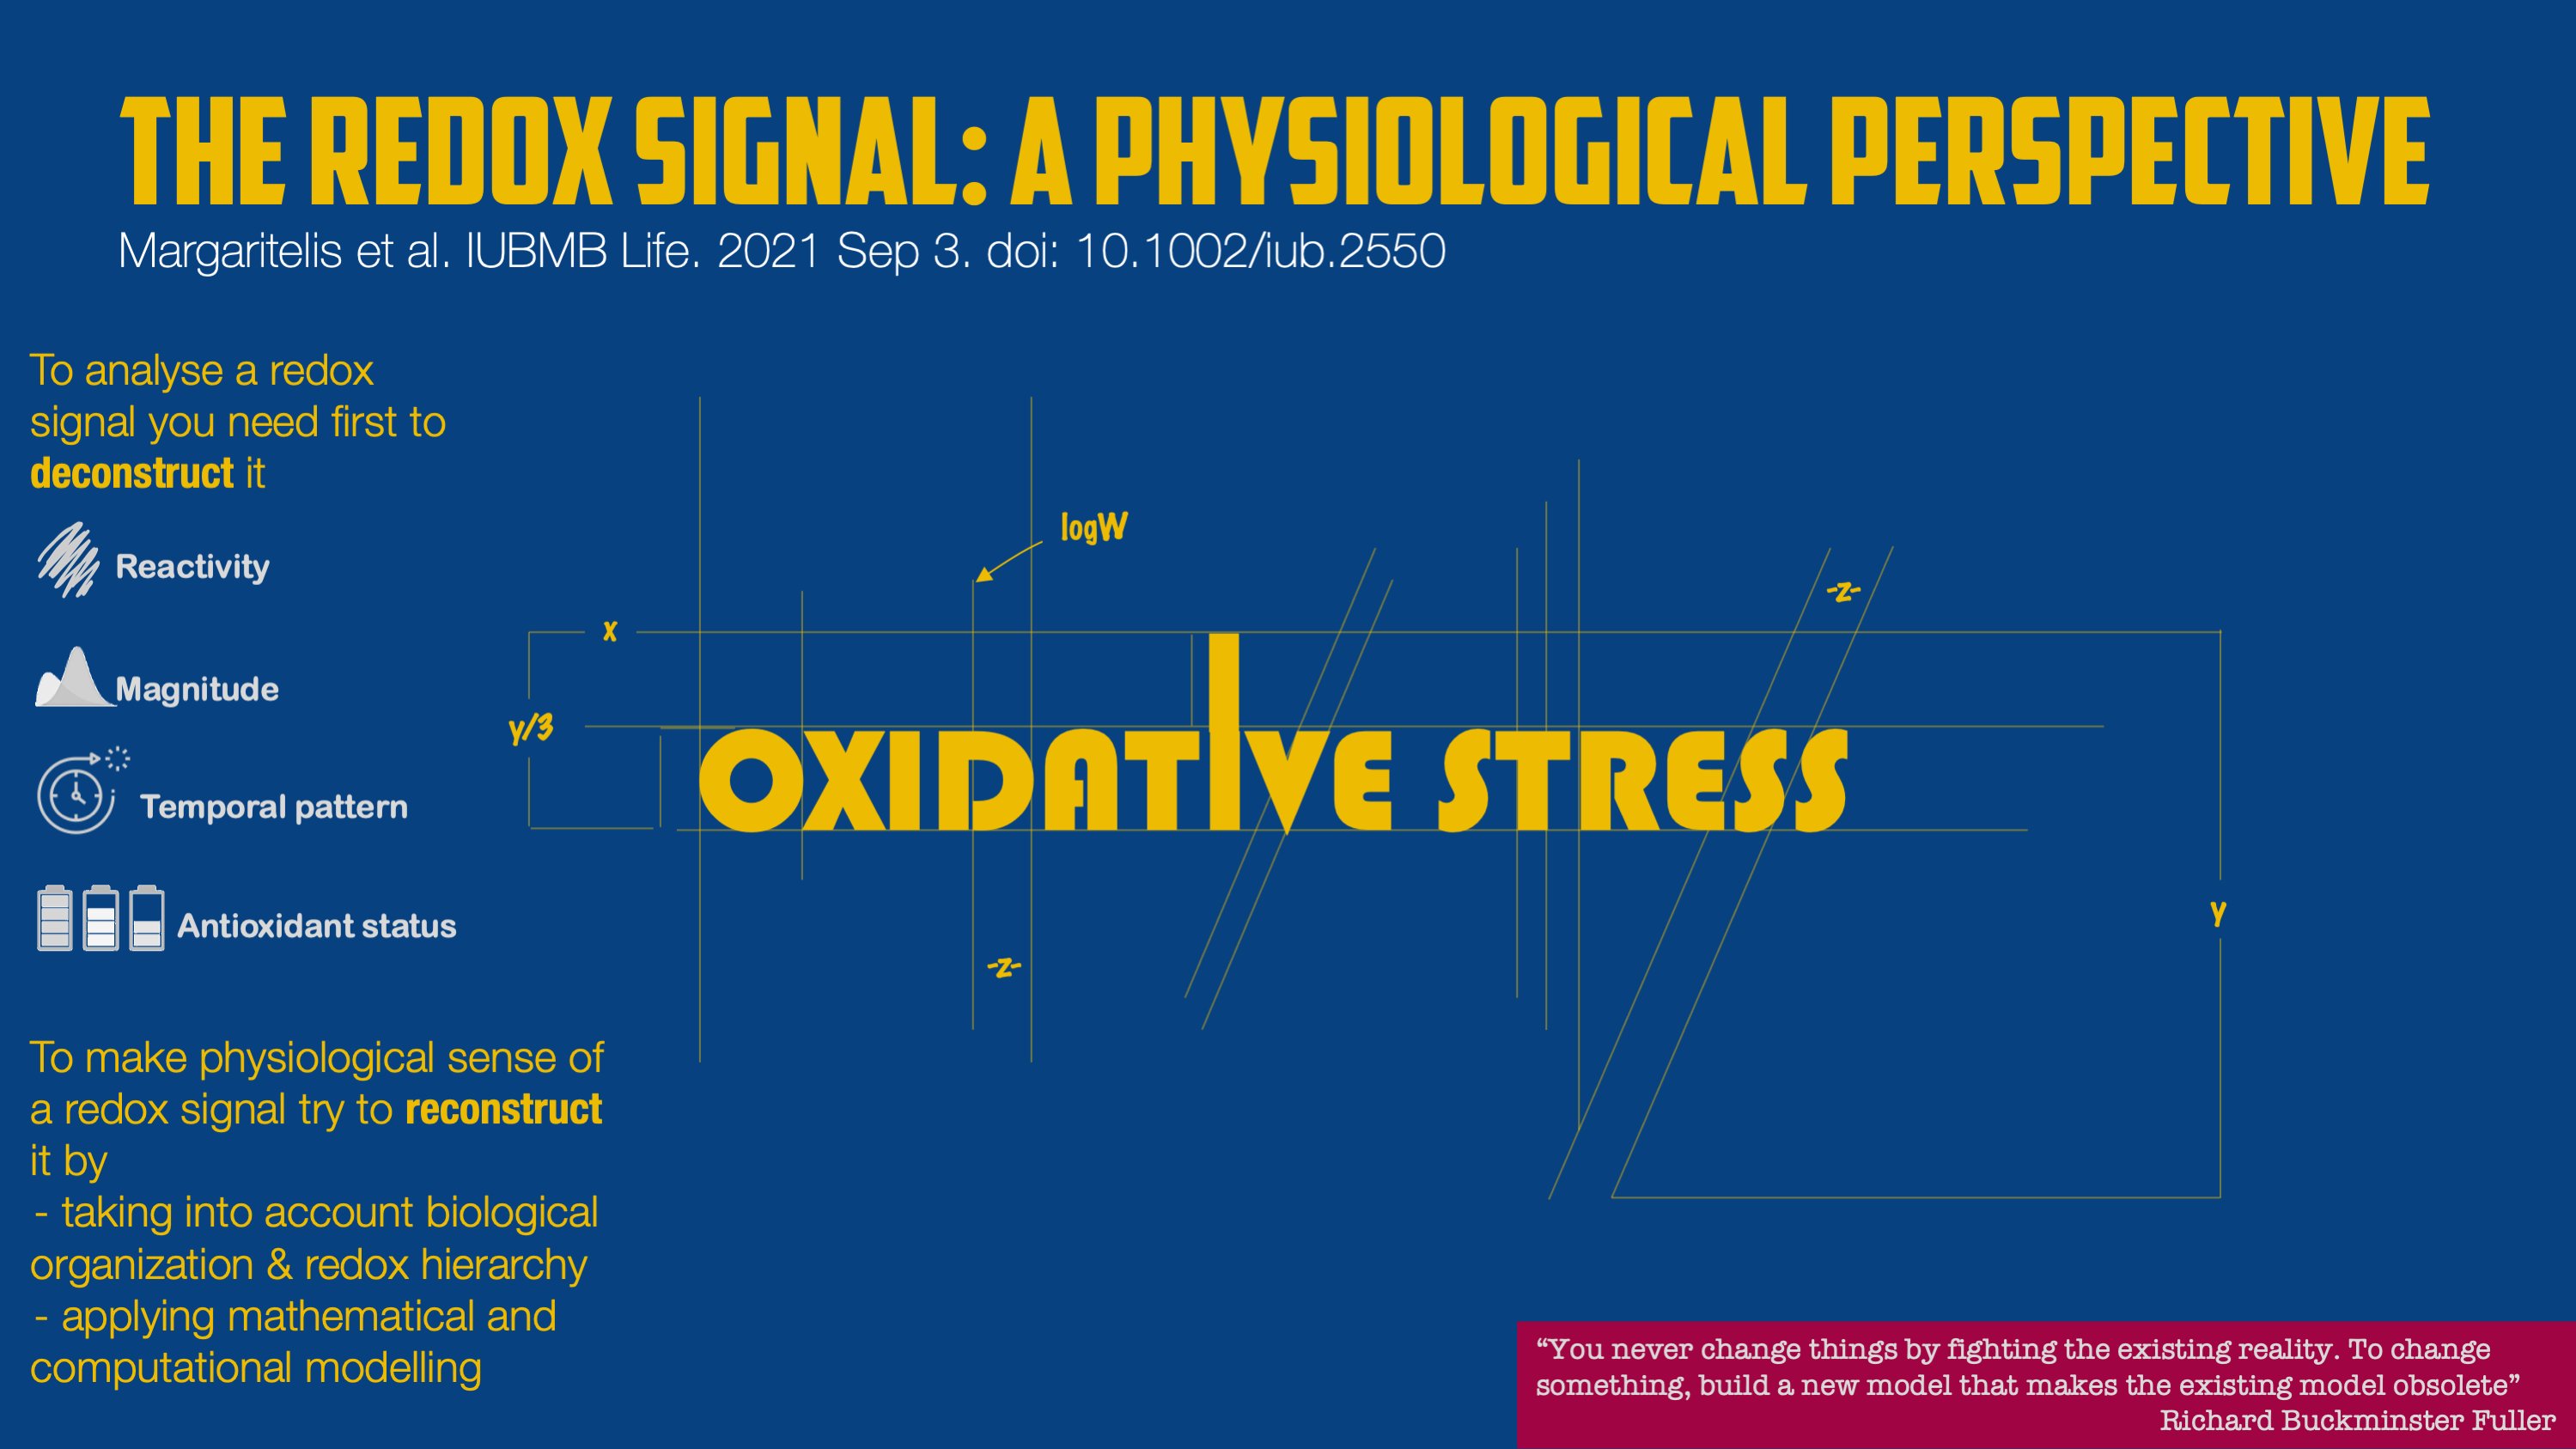 THE REDOX SIGNAL: A PHYSIOLOGICAL PERSPECTIVE
Margaritelis et al. IUBMB Life. 2021 Sep 3. doi: 10.1002/iub.2550
To analyse a redox
signal you need first to
deconstruct it
Reactivity
Magnitude
Temporal pattern
Antioxidant status
To make physiological sense of
a redox signal try to reconstruct
it by
- taking into account biological
organization & redox hierarchy
- applying mathematical and
computational modelling
logW
x
-z-
y/3
OXIDATIVE STRESS
y
-z-
“You never change things by fighting the existing reality. To change
something, build a new model that makes the existing model obsolete”
Richard Buckminster Fuller